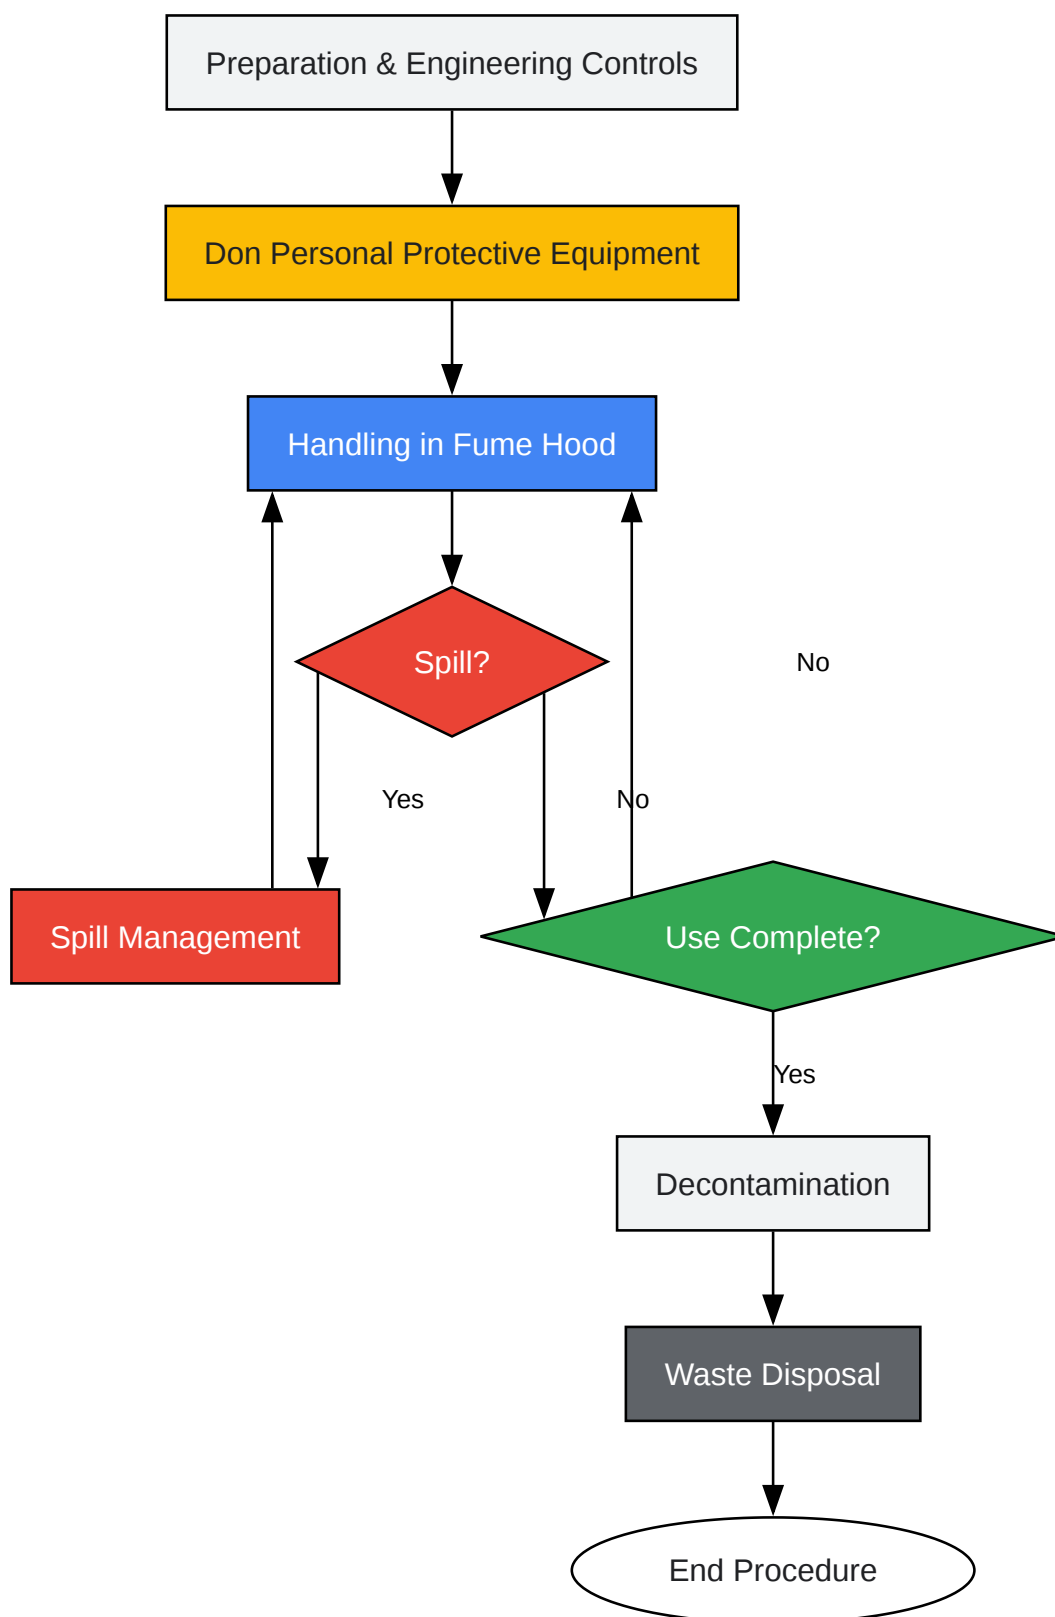 Preparation & Engineering Controls
Don Personal Protective Equipment
Handling in Fume Hood
Spill?
No
Yes
No
Spill Management
Use Complete?
Yes
Decontamination
Waste Disposal
End Procedure